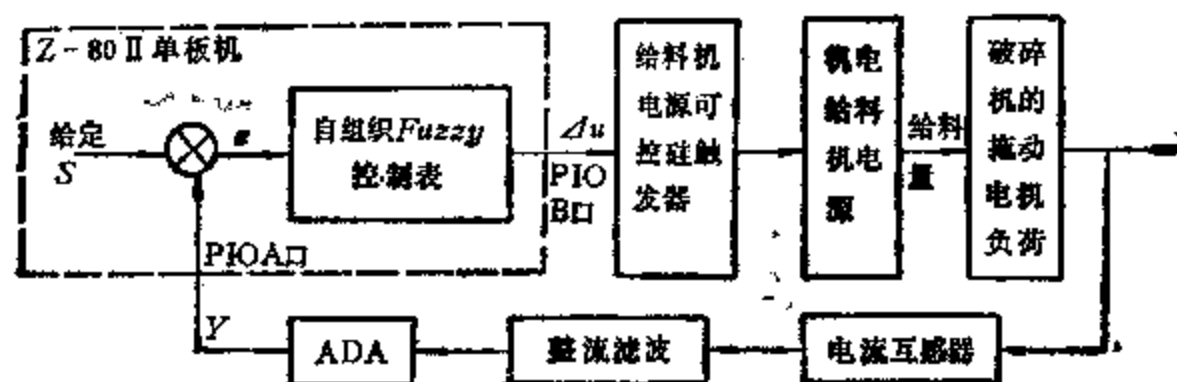 Z-80Ⅱ单板机
给定
S
e
自组织Fuzzy
控制表
Δu
PIO
B口
给料机
电源可
控硅触
发器
机电
给料
机电
源
给料
量
破碎
机的
拖动
电机
负荷
PIOA口
Y
ADA
整流滤波
电流互感器